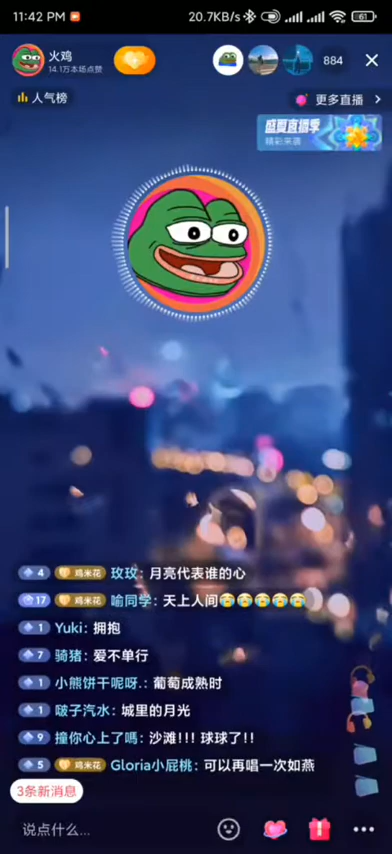 11:42 PM
20.7KB/s
61
火鸡
14.1万本场点赞
884
人气榜
更多直播
盛夏直播季
精彩来袭
4 鸡米花 玫玫：月亮代表谁的心
17 鸡米花 喻同学：天上人间😭😭😭😭😭
1 Yuki：拥抱
7 骑猪：爱不单行
1 小熊饼干呢呀.：葡萄成熟时
1 啵子汽水：城里的月光
9 撞你心上了嗎：沙滩!!! 球球了!!
5 鸡米花 Gloria小屁桃：可以再唱一次如燕
3条新消息
说点什么...